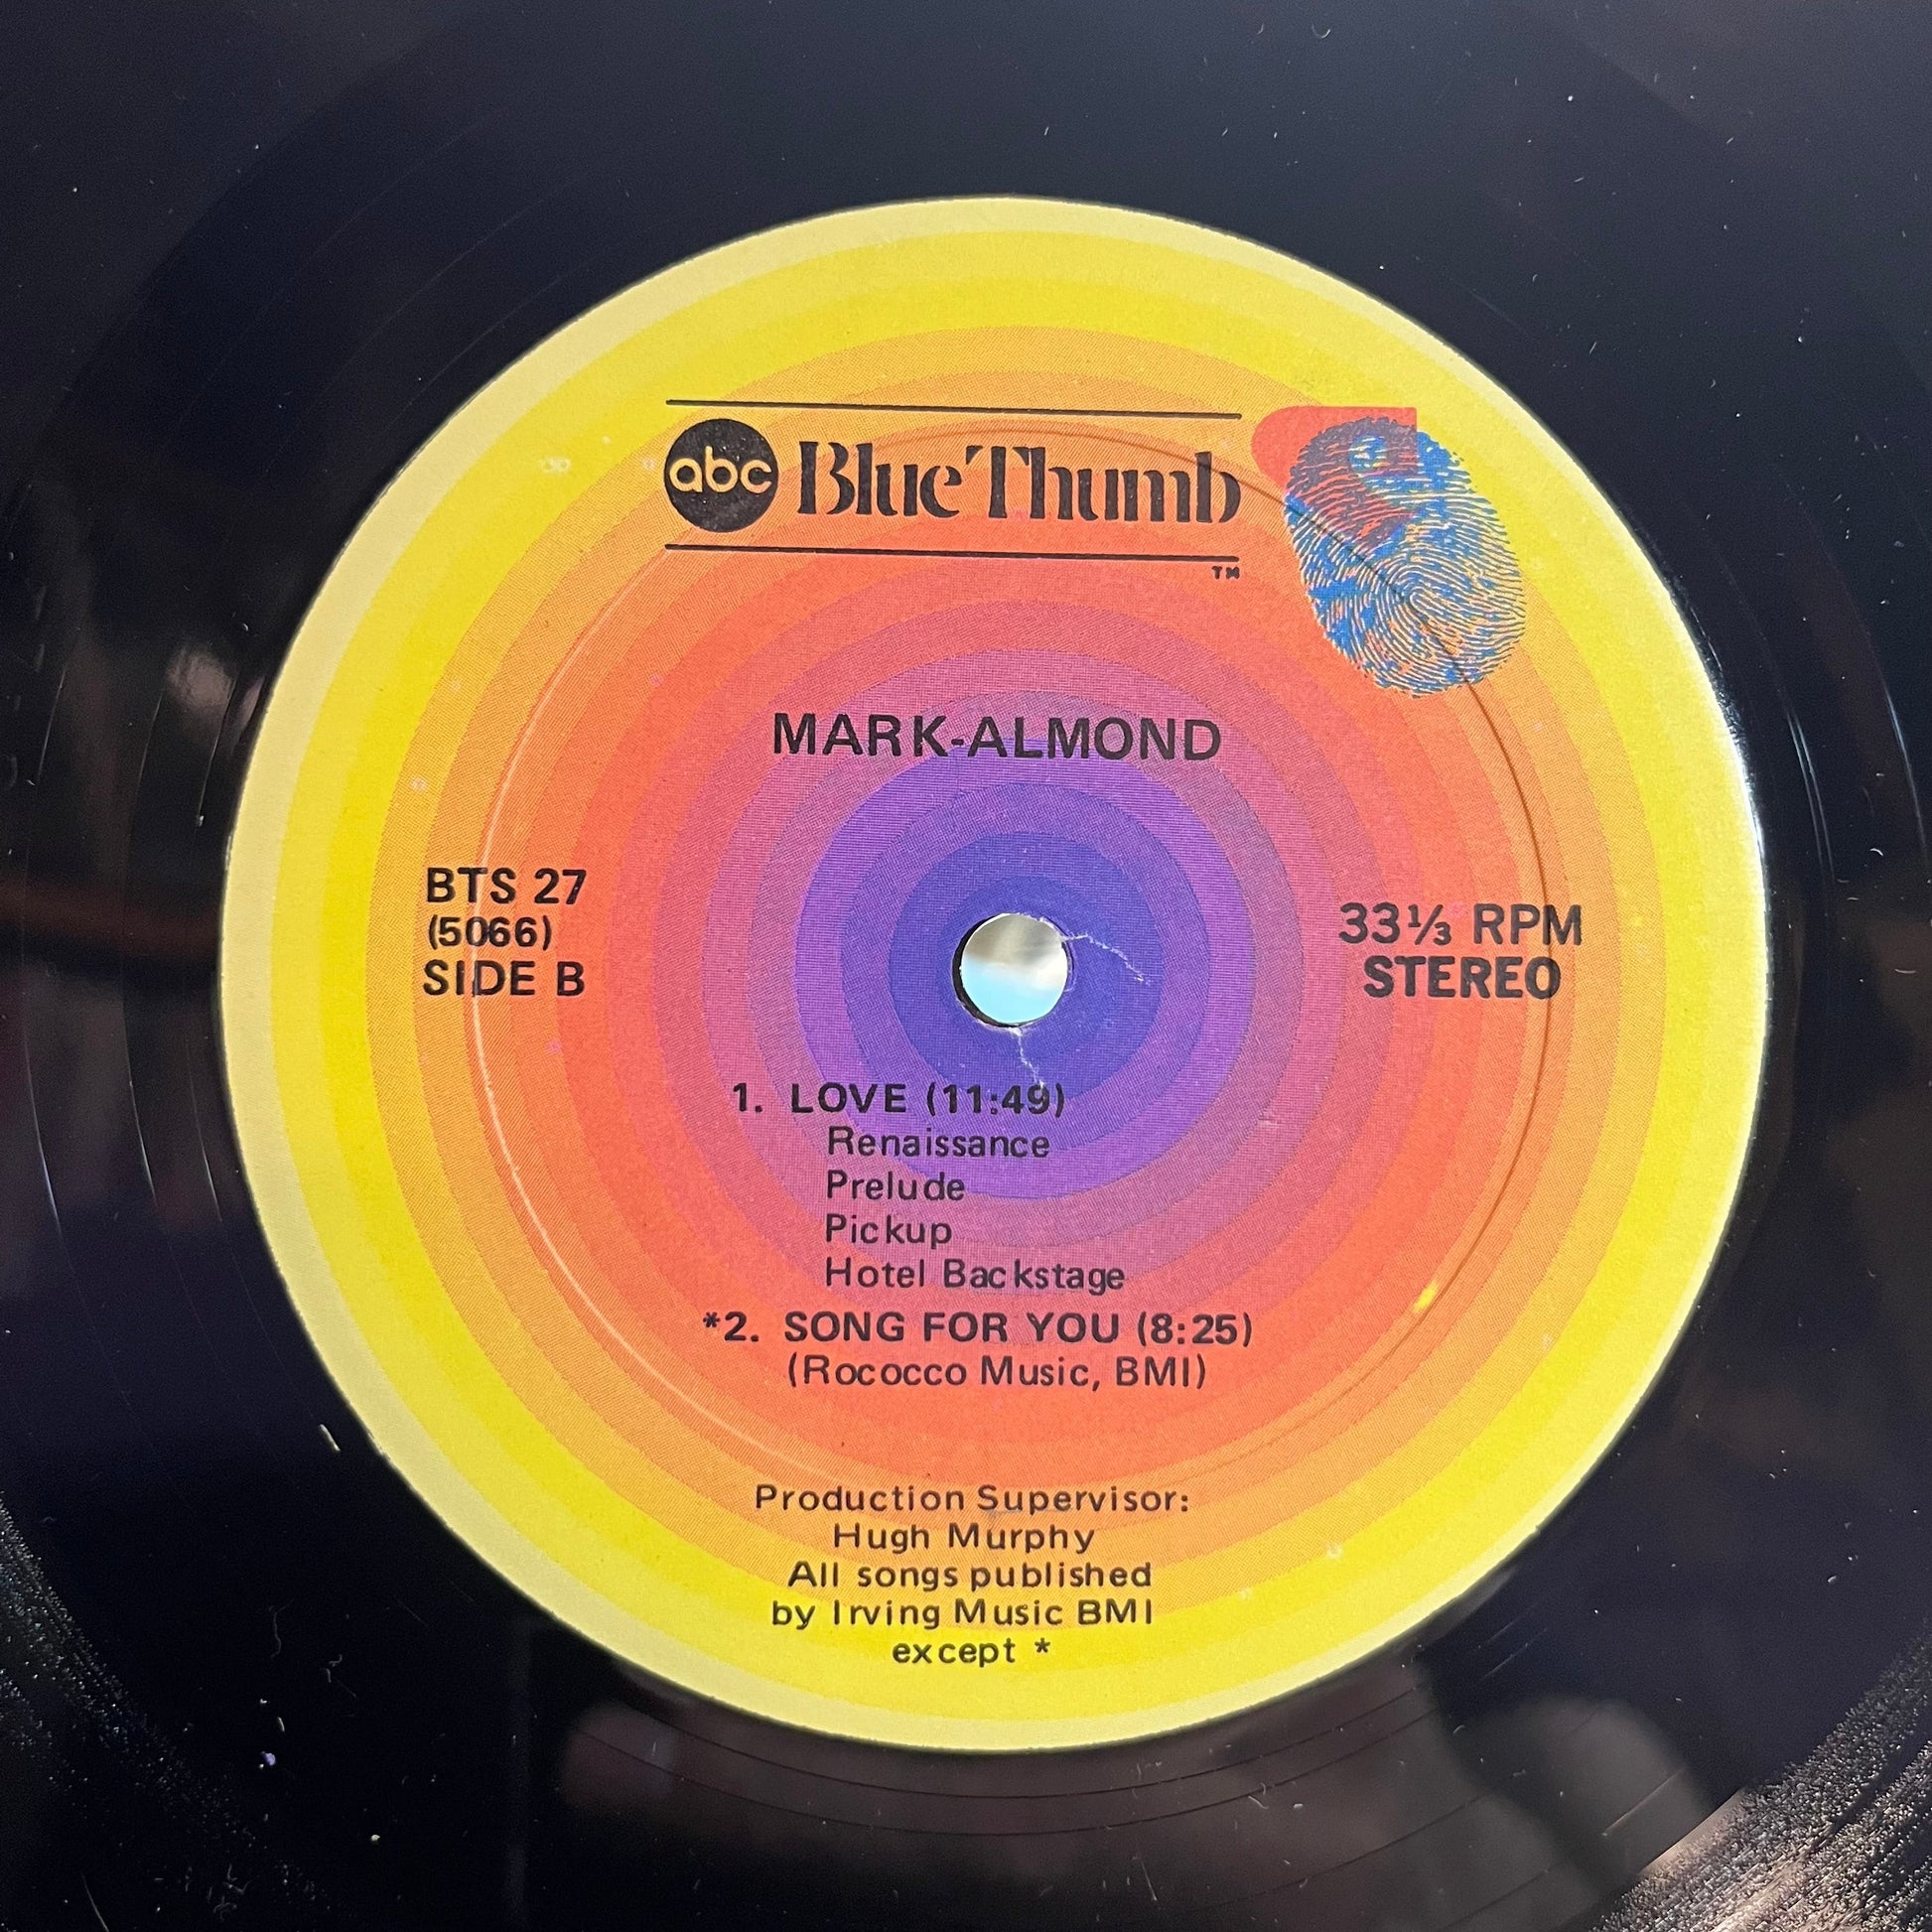 abc Blue Thumb
TM
MARK-ALMOND
BTS 27
(5066)
SIDE B
33⅓ RPM
STEREO
1. LOVE (11:49)
Renaissance
Prelude
Pickup
Hotel Backstage
*2. SONG FOR YOU (8:25)
(Rococco Music, BMI)
Production Supervisor:
Hugh Murphy
All songs published
by Irving Music BMI
except *